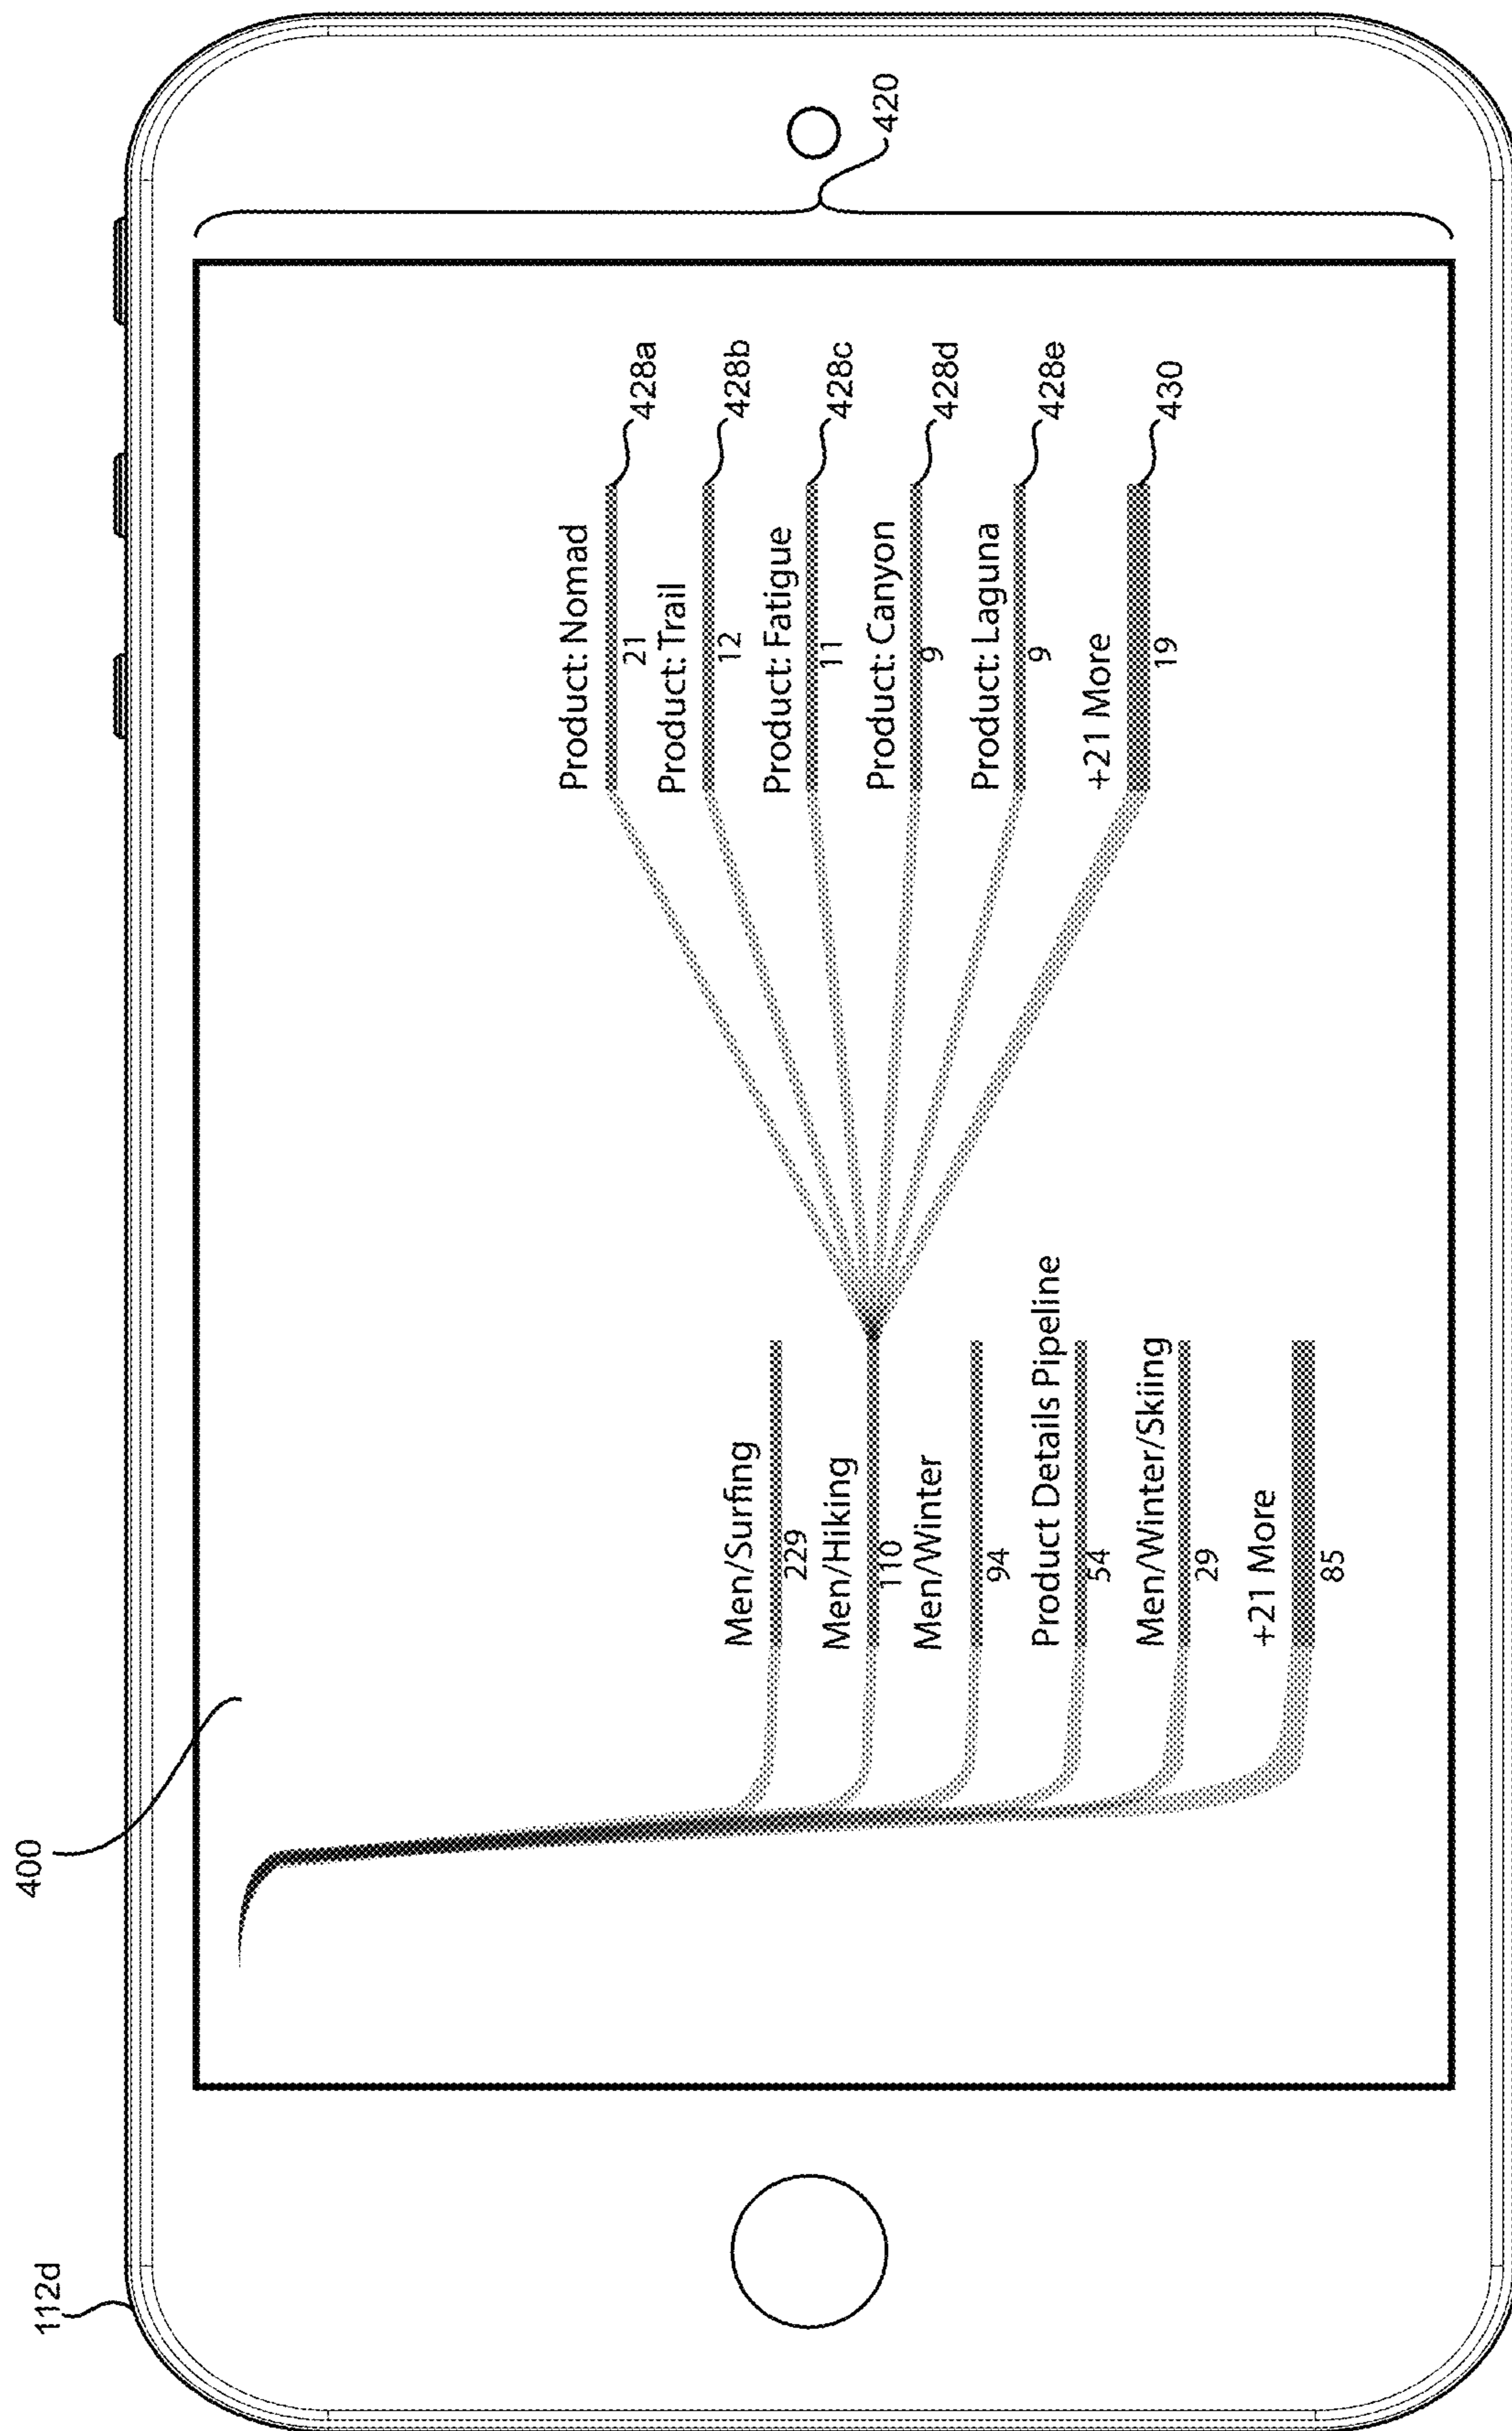 112d
400
420
Men/Surfing
229
Men/Hiking
110
Men/Winter
94
Product Details Pipeline
54
Men/Winter/Skiing
29
+21 More
85
Product: Nomad
21
428a
Product: Trail
12
428b
Product: Fatigue
11
428c
Product: Canyon
9
428d
Product: Laguna
9
428e
+21 More
19
430